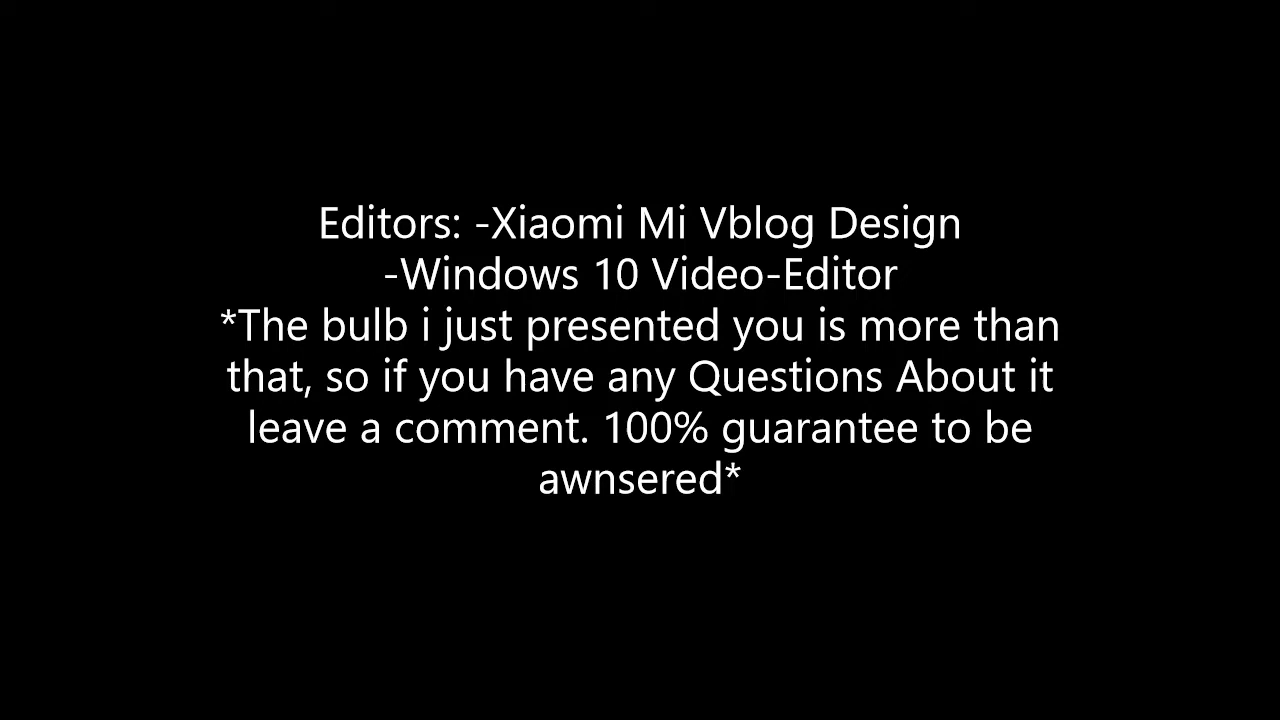 Editors: -Xiaomi Mi Vblog Design
-Windows 10 Video-Editor
*The bulb i just presented you is more than
that, so if you have any Questions About it
leave a comment. 100% guarantee to be
awnsered*